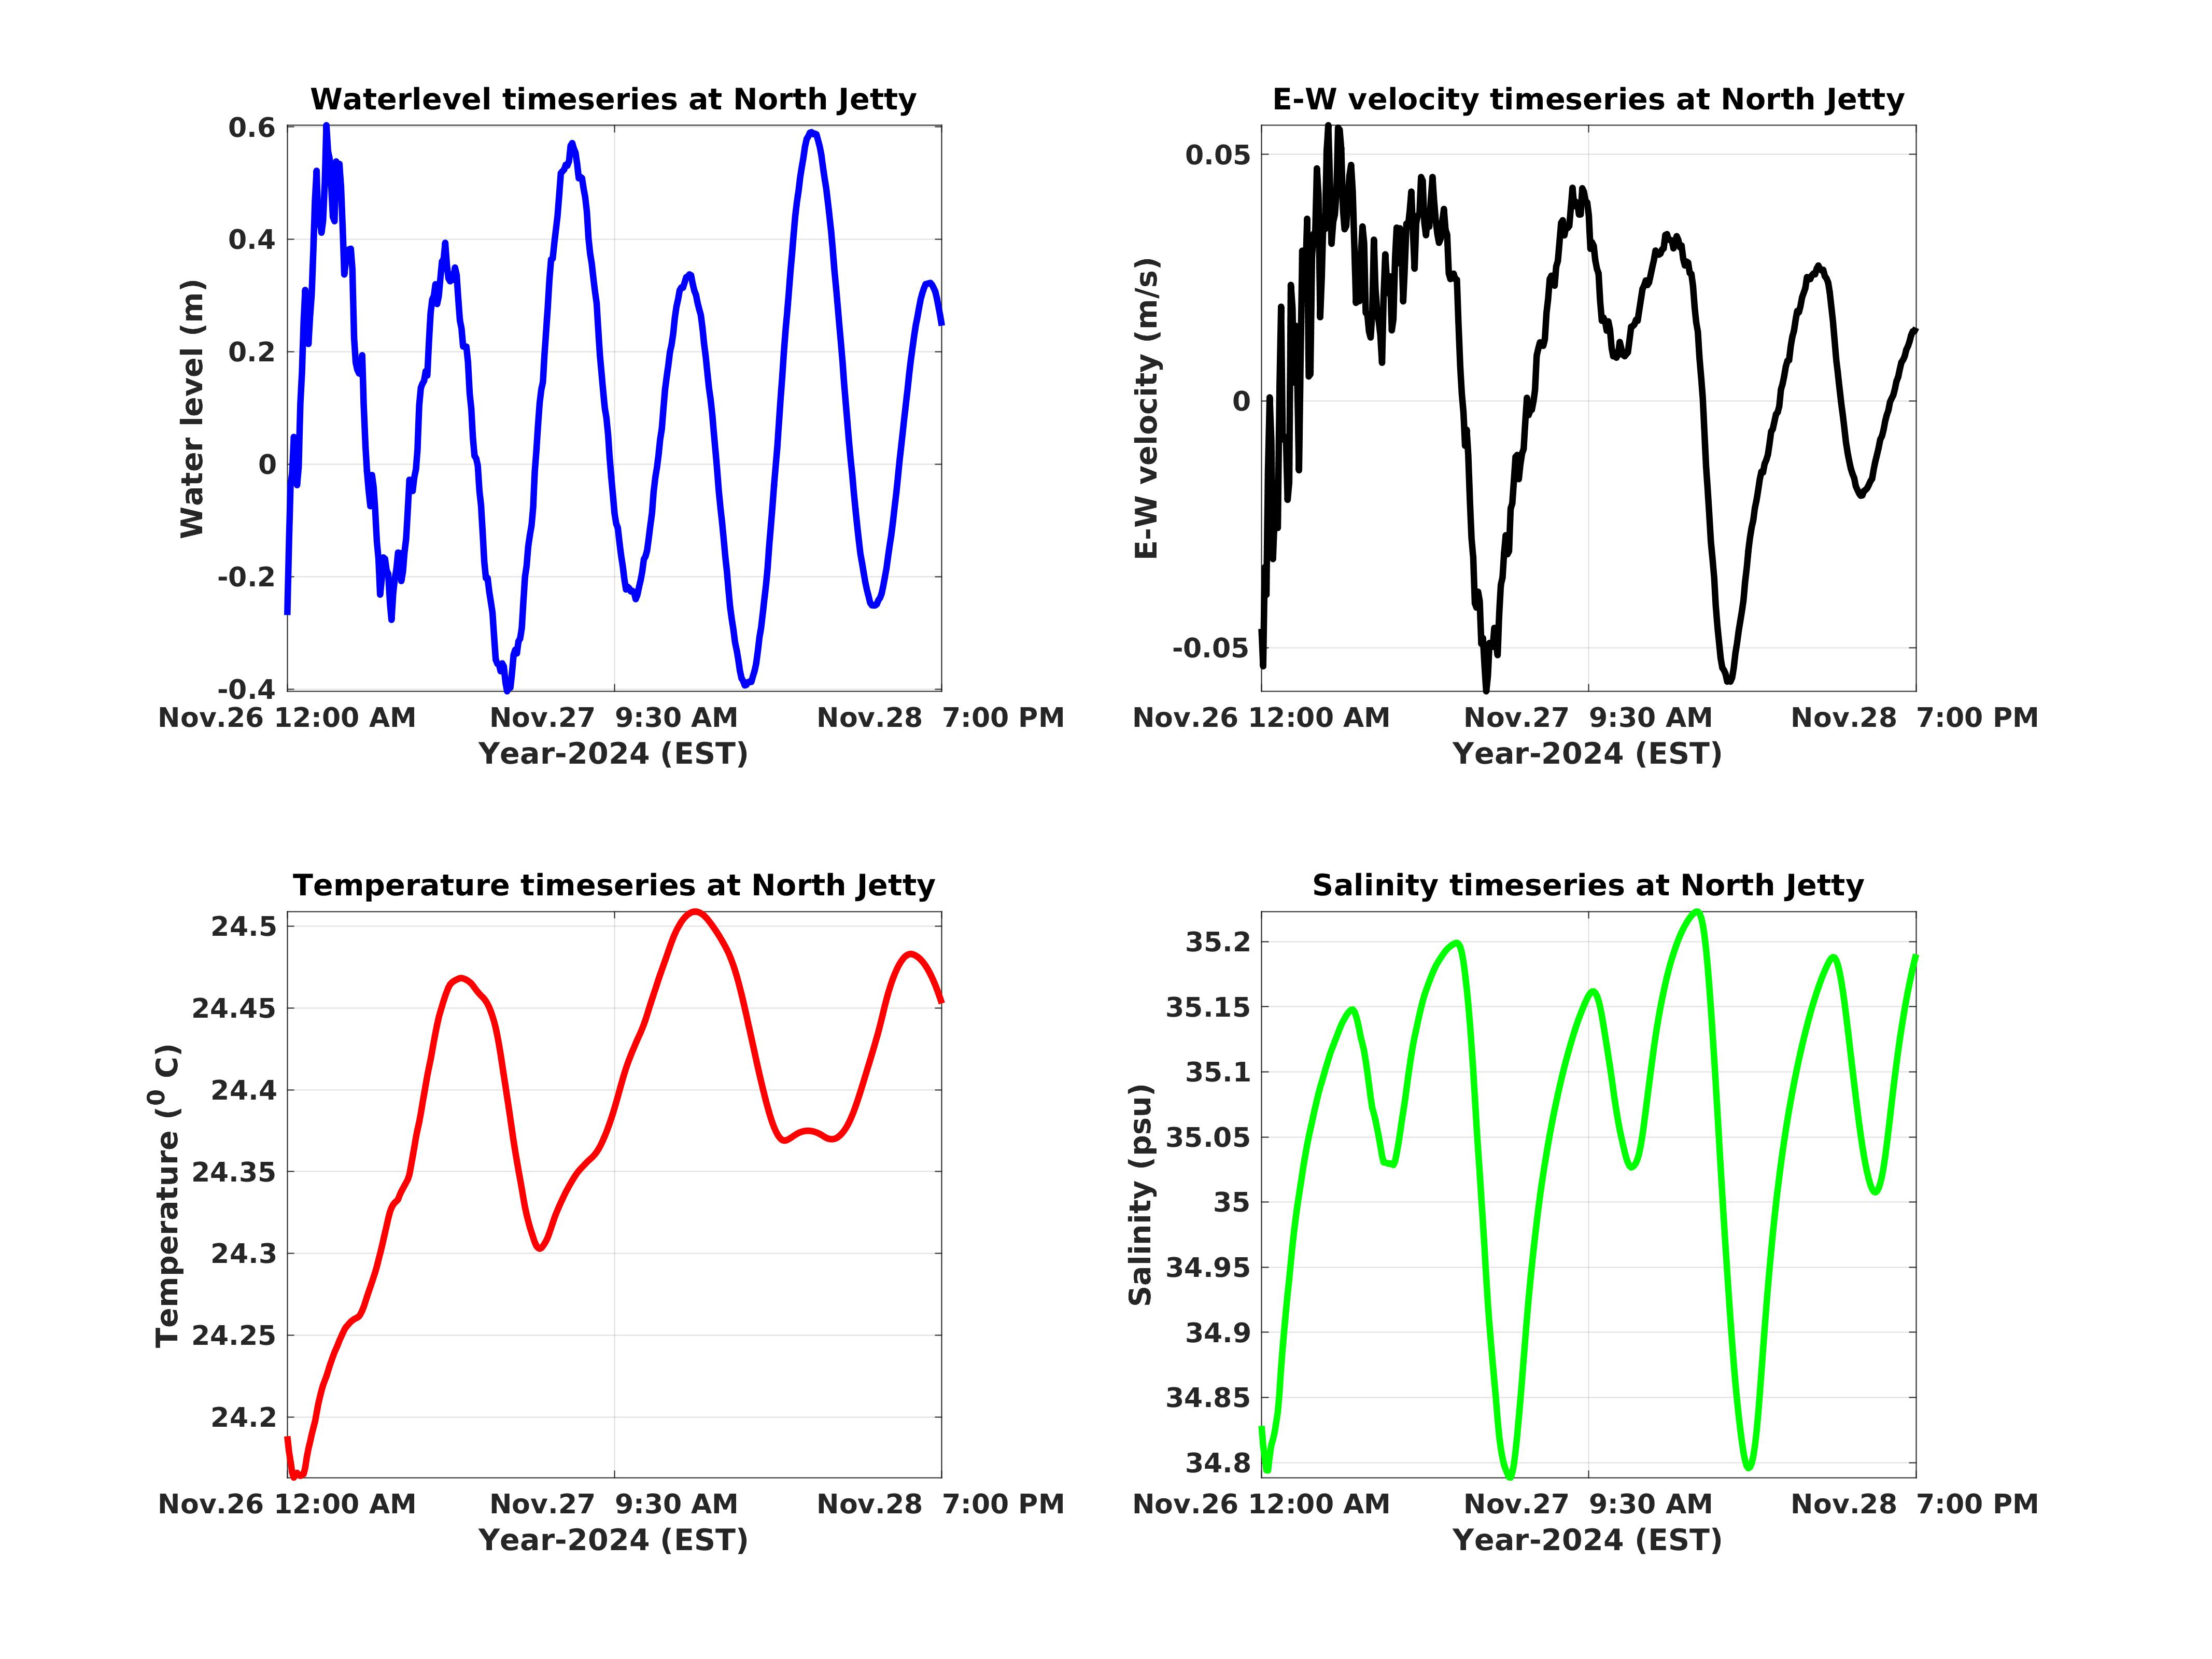 Waterlevel timeseries at North Jetty
0.6
0.4
0.2
0
-0.2
-0.4
Water level (m)
Nov.26 12:00 AM Nov.27 9:30 AM Nov.28 7:00 PM
Year-2024 (EST)
E-W velocity timeseries at North Jetty
0.05
0
-0.05
E-W velocity (m/s)
Nov.26 12:00 AM Nov.27 9:30 AM Nov.28 7:00 PM
Year-2024 (EST)
Temperature timeseries at North Jetty
24.5
24.45
24.4
24.35
24.3
24.25
24.2
Temperature (⁰ C)
Nov.26 12:00 AM Nov.27 9:30 AM Nov.28 7:00 PM
Year-2024 (EST)
Salinity timeseries at North Jetty
35.2
35.15
35.1
35.05
35
34.95
34.9
34.85
34.8
Salinity (psu)
Nov.26 12:00 AM Nov.27 9:30 AM Nov.28 7:00 PM
Year-2024 (EST)